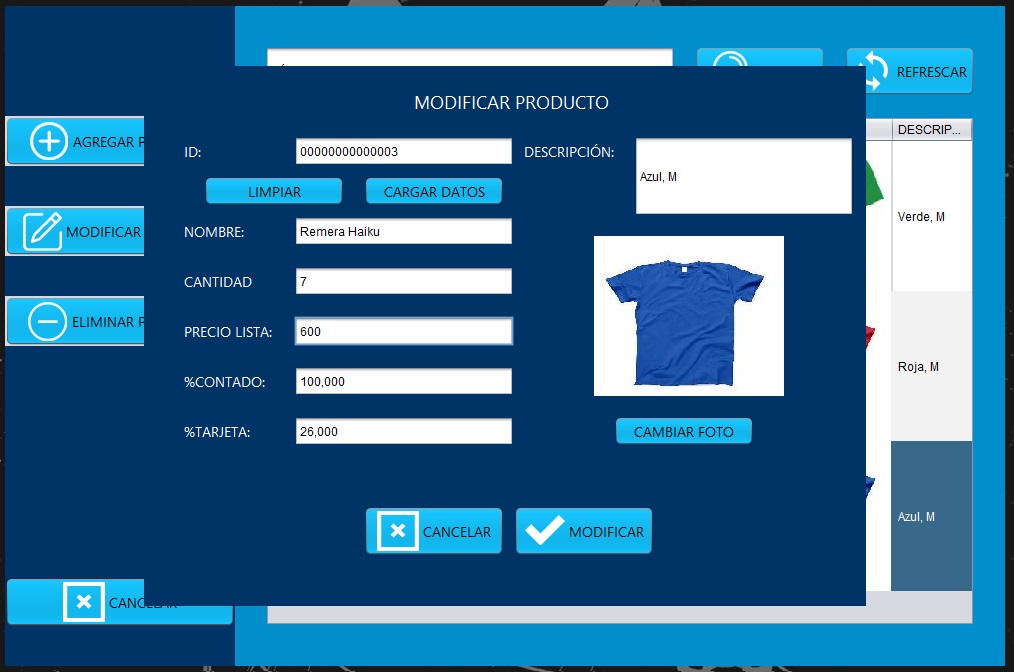 REFRESCAR
MODIFICAR PRODUCTO
DESCRIP...
AGREGAR P
ID:
00000000000003
DESCRIPCIÓN:
Azul, M
LIMPIAR
CARGAR DATOS
Verde, M
MODIFICAR
NOMBRE:
Remera Haiku
CANTIDAD
7
ELIMINAR P
PRECIO LISTA:
600
Roja, M
%CONTADO:
100,000
%TARJETA:
26,000
CAMBIAR FOTO
Azul, M
CANCELAR
MODIFICAR
CANCELAR